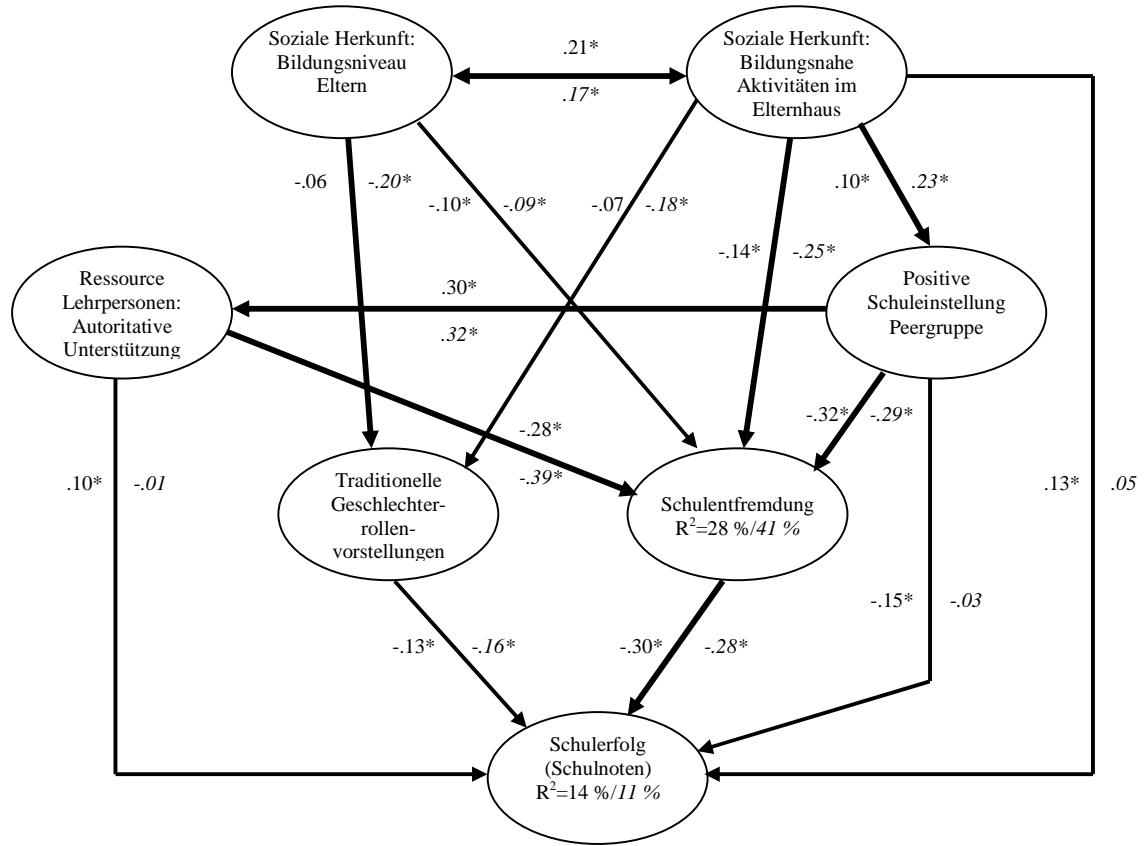 Soziale Herkunft:
Bildungsniveau
Eltern
.21*
.17*
Soziale Herkunft:
Bildungsnahe
Aktivitäten im
Elternhaus
-.06 -.20*
-.10* -.09*
-.07 -.18*
.10* .23*
-.14* -.25*
Ressource
Lehrpersonen:
Autoritative
Unterstützung
.30*
.32*
Positive
Schuleinstellung
Peergruppe
-.28*
-.39*
-.32* -.29*
.10* -.01
Traditionelle
Geschlechter-
rollen-
vorstellungen
Schulentfremdung
R²=28 %/41 %
.13* .05
-.13* -.16*
-.30* -.28*
-.15* -.03
Schulerfolg
(Schulnoten)
R²=14 %/11 %